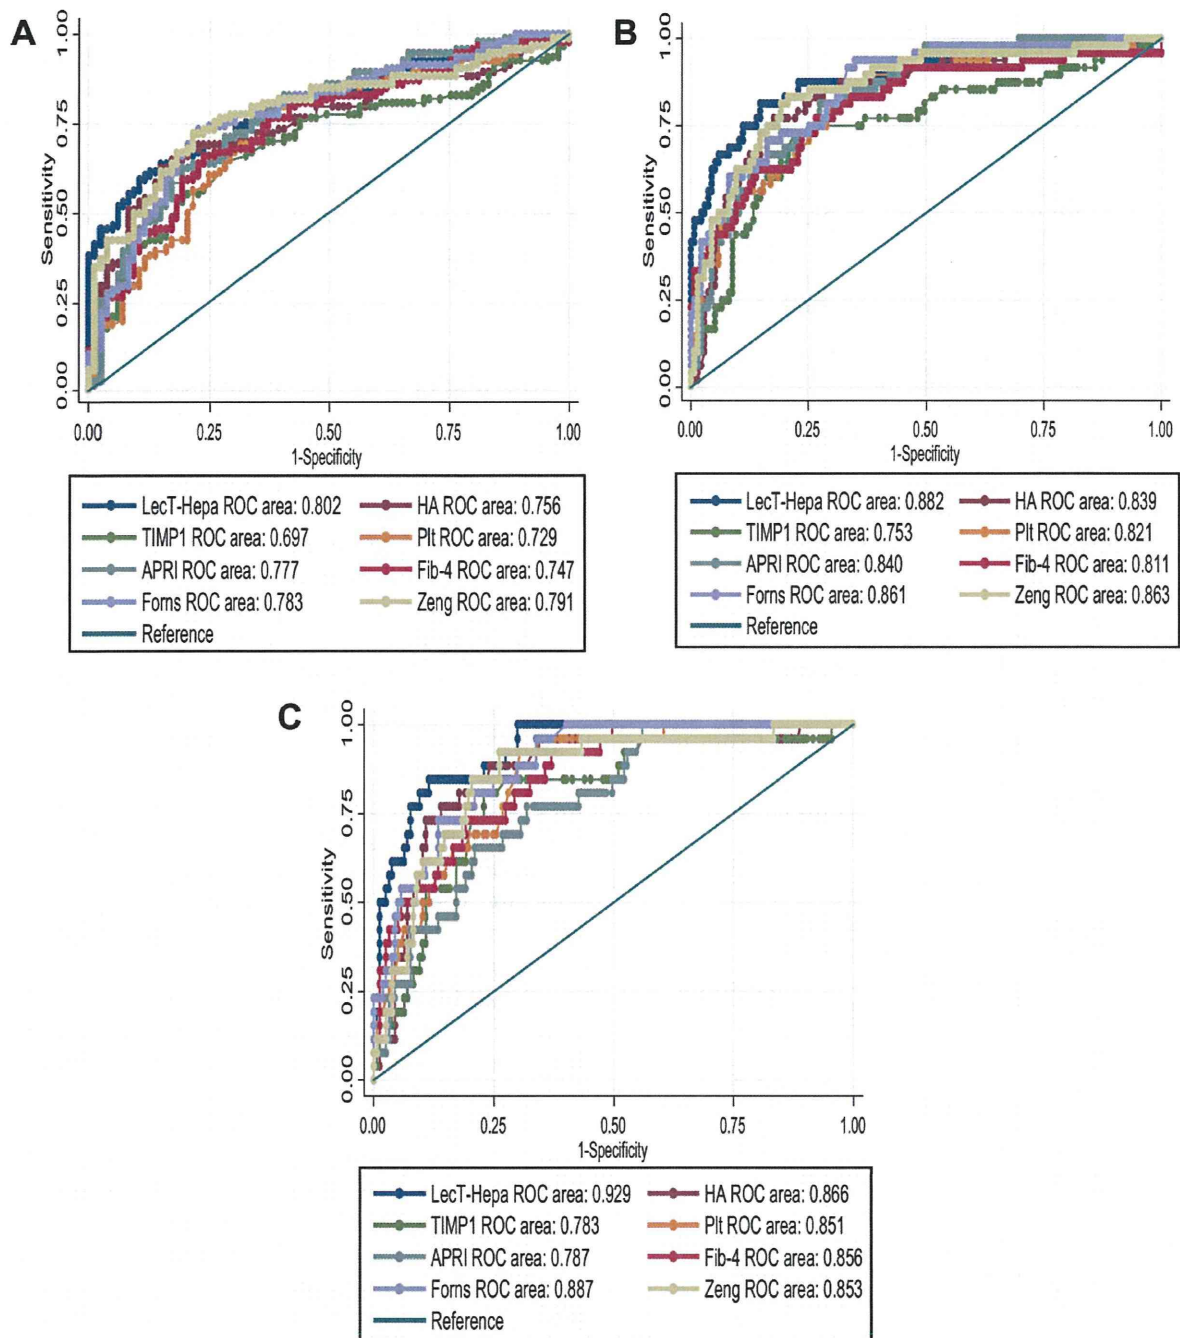 A
Sensitivity
1.00
0.75
0.50
0.25
0.00
0.00 0.25 0.50 0.75 1.00
1-Specificity
LecT-Hepa ROC area: 0.802 HA ROC area: 0.756
TIMP1 ROC area: 0.697 Plt ROC area: 0.729
APRI ROC area: 0.777 Fib-4 ROC area: 0.747
Forns ROC area: 0.783 Zeng ROC area: 0.791
Reference
B
Sensitivity
1.00
0.75
0.50
0.25
0.00
0.00 0.25 0.50 0.75 1.00
1-Specificity
LecT-Hepa ROC area: 0.882 HA ROC area: 0.839
TIMP1 ROC area: 0.753 Plt ROC area: 0.821
APRI ROC area: 0.840 Fib-4 ROC area: 0.811
Forns ROC area: 0.861 Zeng ROC area: 0.863
Reference
C
Sensitivity
1.00
0.75
0.50
0.25
0.00
0.00 0.25 0.50 0.75 1.00
1-Specificity
LecT-Hepa ROC area: 0.929 HA ROC area: 0.866
TIMP1 ROC area: 0.783 Plt ROC area: 0.851
APRI ROC area: 0.787 Fib-4 ROC area: 0.856
Forns ROC area: 0.887 Zeng ROC area: 0.853
Reference